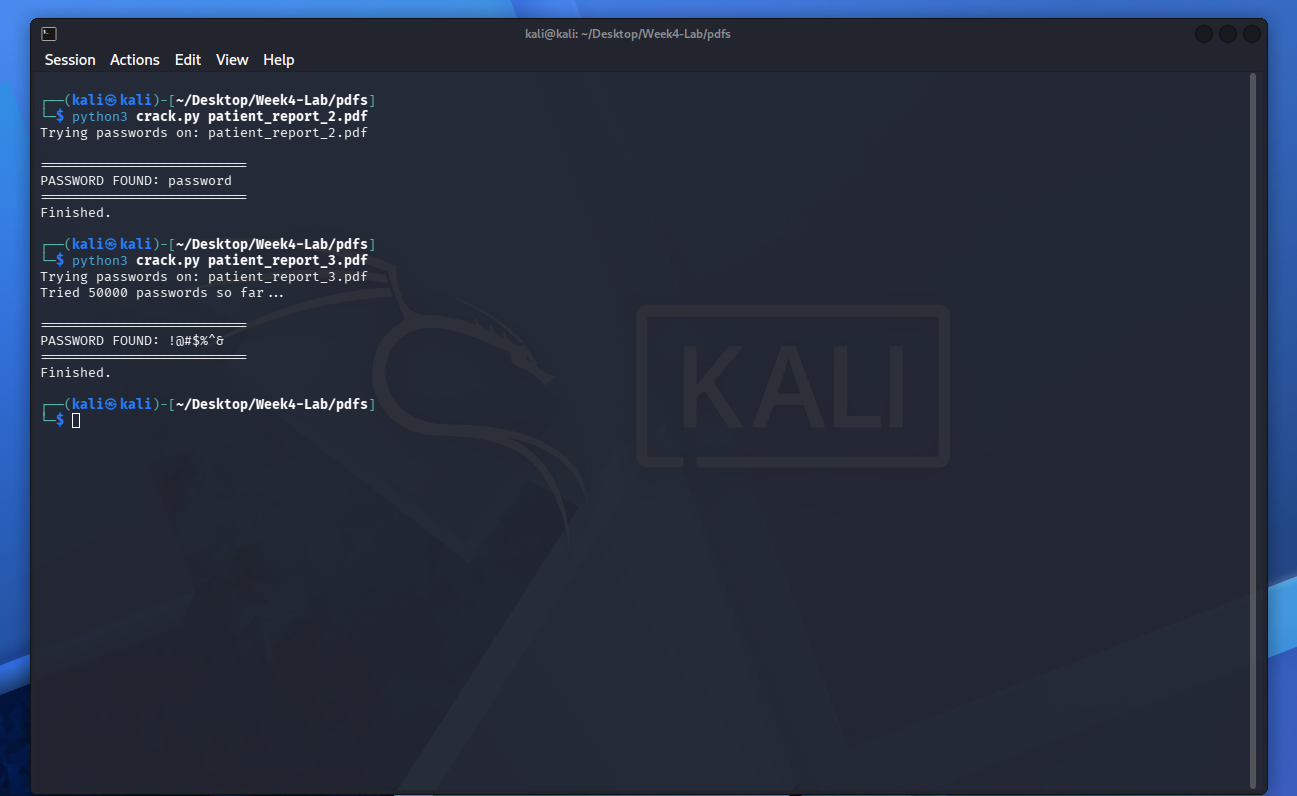 kali@kali: ~/Desktop/Week4-Lab/pdfs
Session Actions Edit View Help
┌──(kali㉿kali)-[~/Desktop/Week4-Lab/pdfs]
└─$ python3 crack.py patient_report_2.pdf
Trying passwords on: patient_report_2.pdf
==========================
PASSWORD FOUND: password
==========================
Finished.
┌──(kali㉿kali)-[~/Desktop/Week4-Lab/pdfs]
└─$ python3 crack.py patient_report_3.pdf
Trying passwords on: patient_report_3.pdf
Tried 50000 passwords so far...
==========================
PASSWORD FOUND: !@#$%^&
==========================
Finished.
┌──(kali㉿kali)-[~/Desktop/Week4-Lab/pdfs]
└─$
KALI